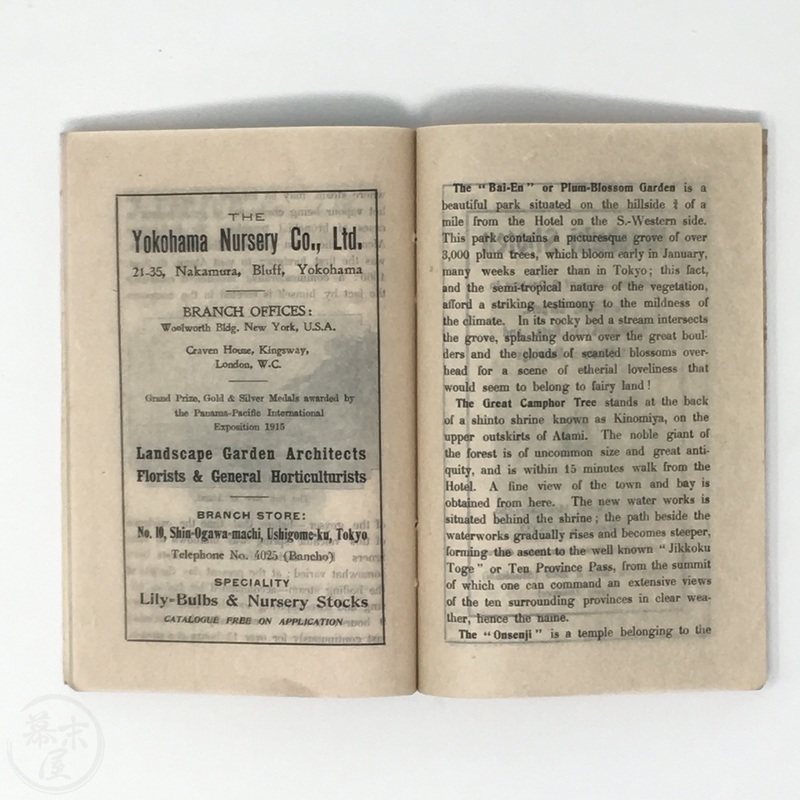 THE
Yokohama Nursery Co., Ltd.
21-35, Nakamura, Bluff, Yokohama
BRANCH OFFICES:
Woolworth Bldg. New York, U.S.A.
Craven House, Kingsway,
London, W.C.
Grand Prize, Gold & Silver Medals awarded by
the Panama-Pacific International
Exposition 1915
Landscape Garden Architects
Florists & General Horticulturists
BRANCH STORE:
No. 10, Shin-Ogawa-machi, Ushigome-ku, Tokyo
Telephone No. 4025 (Bancho)
SPECIALITY
Lily-Bulbs & Nursery Stocks
CATALOGUE FREE ON APPLICATION
The "Bai-En" or Plum-Blossom Garden is a
beautiful park situated on the hillside ¾ of a
mile from the Hotel on the S.-Western side.
This park contains a picturesque grove of over
3,000 plum trees, which bloom early in January,
many weeks earlier than in Tokyo; this fact,
and the semi-tropical nature of the vegetation,
afford a striking testimony to the mildness of
the climate. In its rocky bed a stream intersects
the grove, splashing down over the great boul-
ders and the clouds of scanted blossoms over-
head for a scene of etherial loveliness that
would seem to belong to fairy land!
The Great Camphor Tree stands at the back
of a shinto shrine known as Kinomiya, on the
upper outskirts of Atami. The noble giant of
the forest is of uncommon size and great anti-
quity, and is within 15 minutes walk from the
Hotel. A fine view of the town and bay is
obtained from here. The new water works is
situated behind the shrine; the path beside the
waterworks gradually rises and becomes steeper,
forming the ascent to the well known "Jikkoku
Toge" or Ten Province Pass, from the summit
of which one can command an extensive views
of the ten surrounding provinces in clear wea-
ther, hence the name.
The "Onsenji" is a temple belonging to the
幕末屋